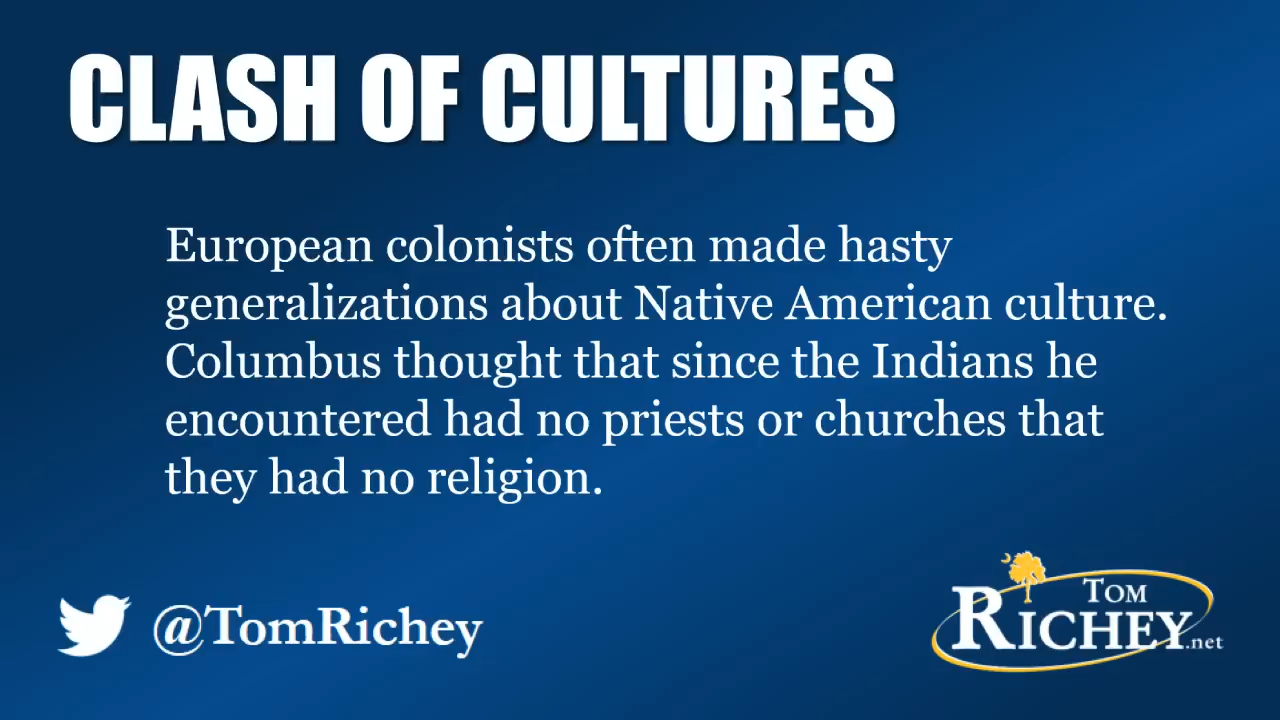 CLASH OF CULTURES
European colonists often made hasty
generalizations about Native American culture.
Columbus thought that since the Indians he
encountered had no priests or churches that
they had no religion.
@TomRichey
TOM
RICHEY.net